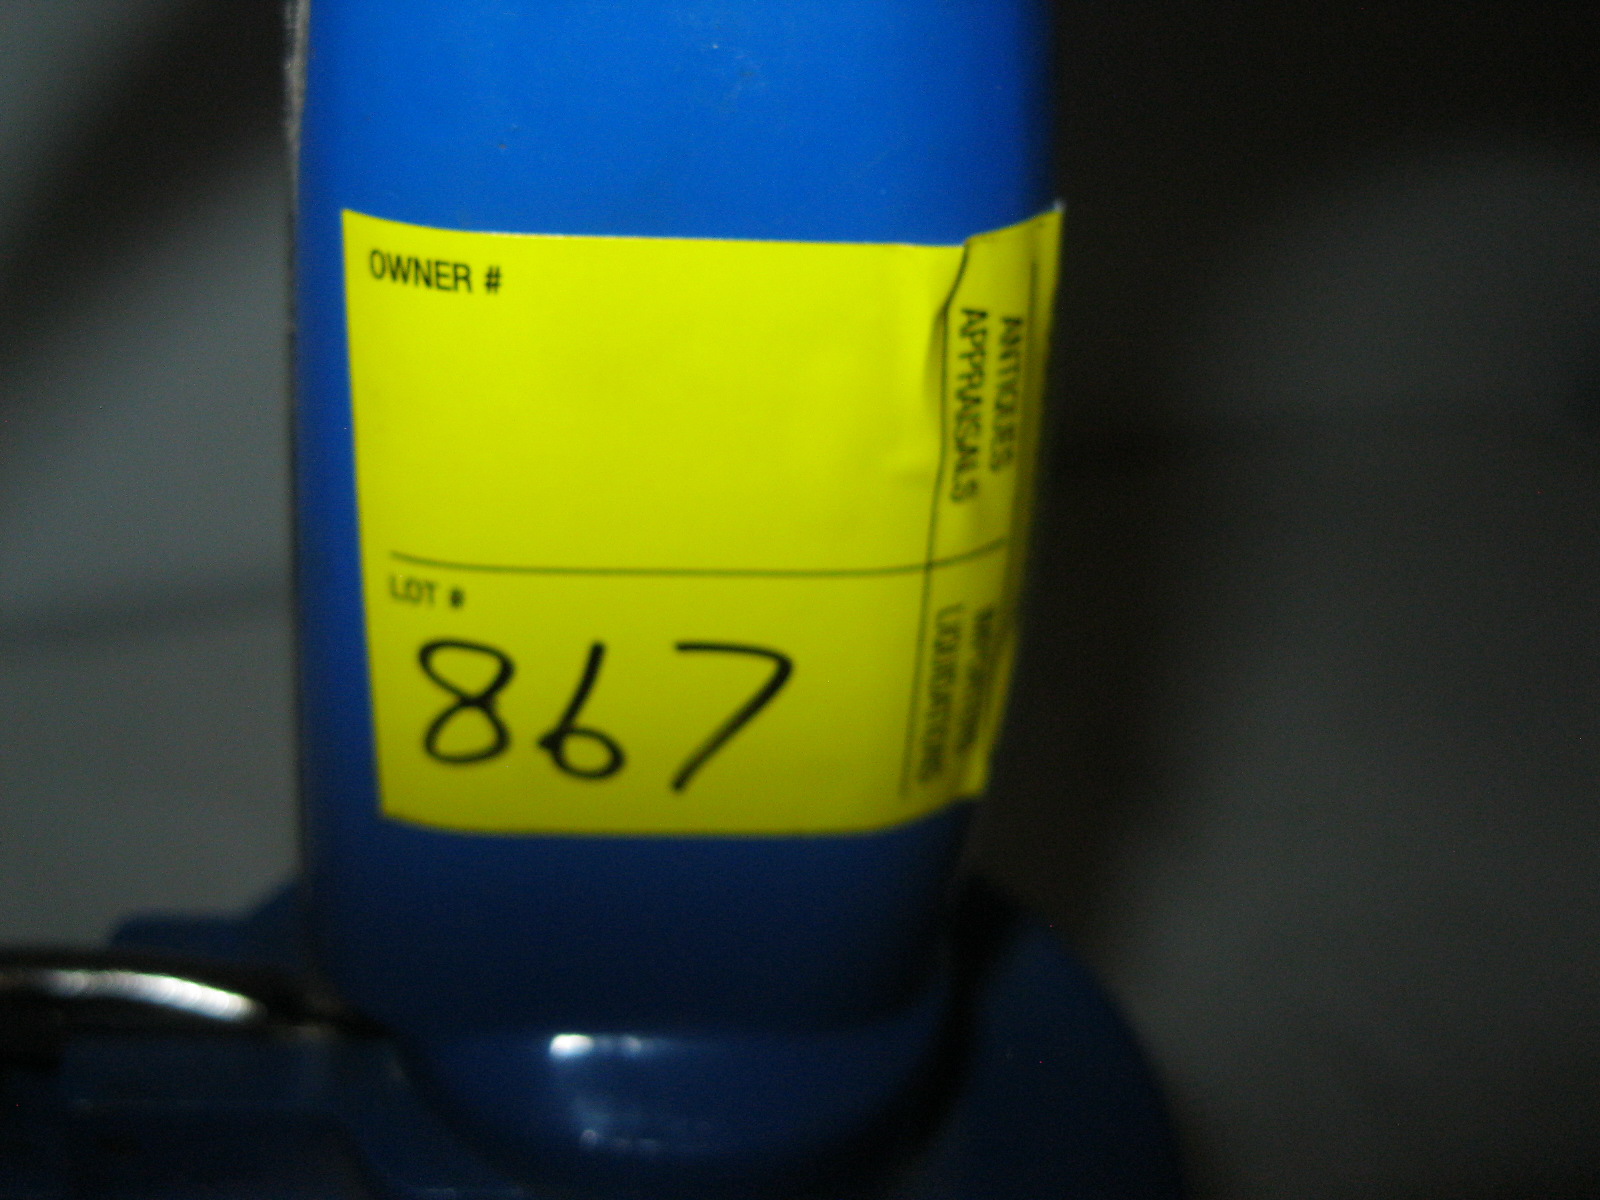 OWNER #
LOT #
867
ANTIQUES
APPRAISALS
LIQUIDATIONS